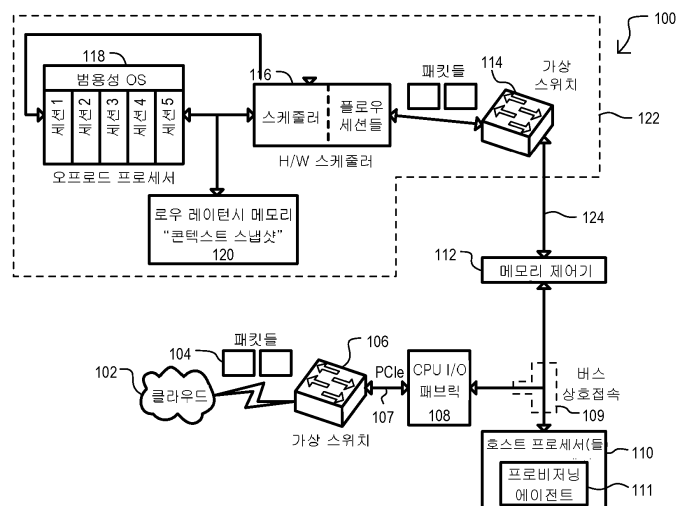 100
118
범용성 OS
세션1
세션2
세션3
세션4
세션5
오프로드 프로세서
116
스케줄러
플로우
세션들
H/W 스케줄러
패킷들
114
가상
스위치
122
로우 레이턴시 메모리
“콘텍스트 스냅샷”
120
124
112
메모리 제어기
패킷들
104
106
102
클라우드
가상 스위치
PCIe
107
CPU I/O
패브릭
108
버스
상호접속
109
호스트 프로세서(들)
110
프로비저닝
에이전트
111